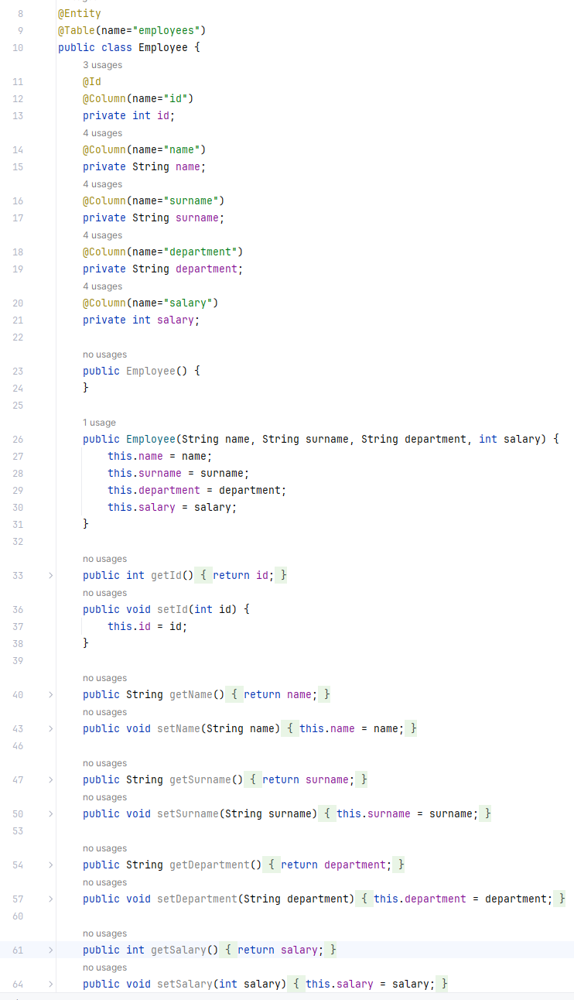 8 @Entity
9 @Table(name="employees")
10 public class Employee {
3 usages
11 @Id
12 @Column(name="id")
13 private int id;
4 usages
14 @Column(name="name")
15 private String name;
4 usages
16 @Column(name="surname")
17 private String surname;
4 usages
18 @Column(name="department")
19 private String department;
4 usages
20 @Column(name="salary")
21 private int salary;
22
no usages
23 public Employee() {
24 }
25
1 usage
26 public Employee(String name, String surname, String department, int salary) {
27 this.name = name;
28 this.surname = surname;
29 this.department = department;
30 this.salary = salary;
31 }
32
no usages
33 public int getId() { return id; }
no usages
36 public void setId(int id) {
37 this.id = id;
38 }
39
no usages
40 public String getName() { return name; }
no usages
43 public void setName(String name) { this.name = name; }
46
no usages
47 public String getSurname() { return surname; }
no usages
50 public void setSurname(String surname) { this.surname = surname; }
53
no usages
54 public String getDepartment() { return department; }
no usages
57 public void setDepartment(String department) { this.department = department; }
60
no usages
61 public int getSalary() { return salary; }
no usages
64 public void setSalary(int salary) { this.salary = salary; }